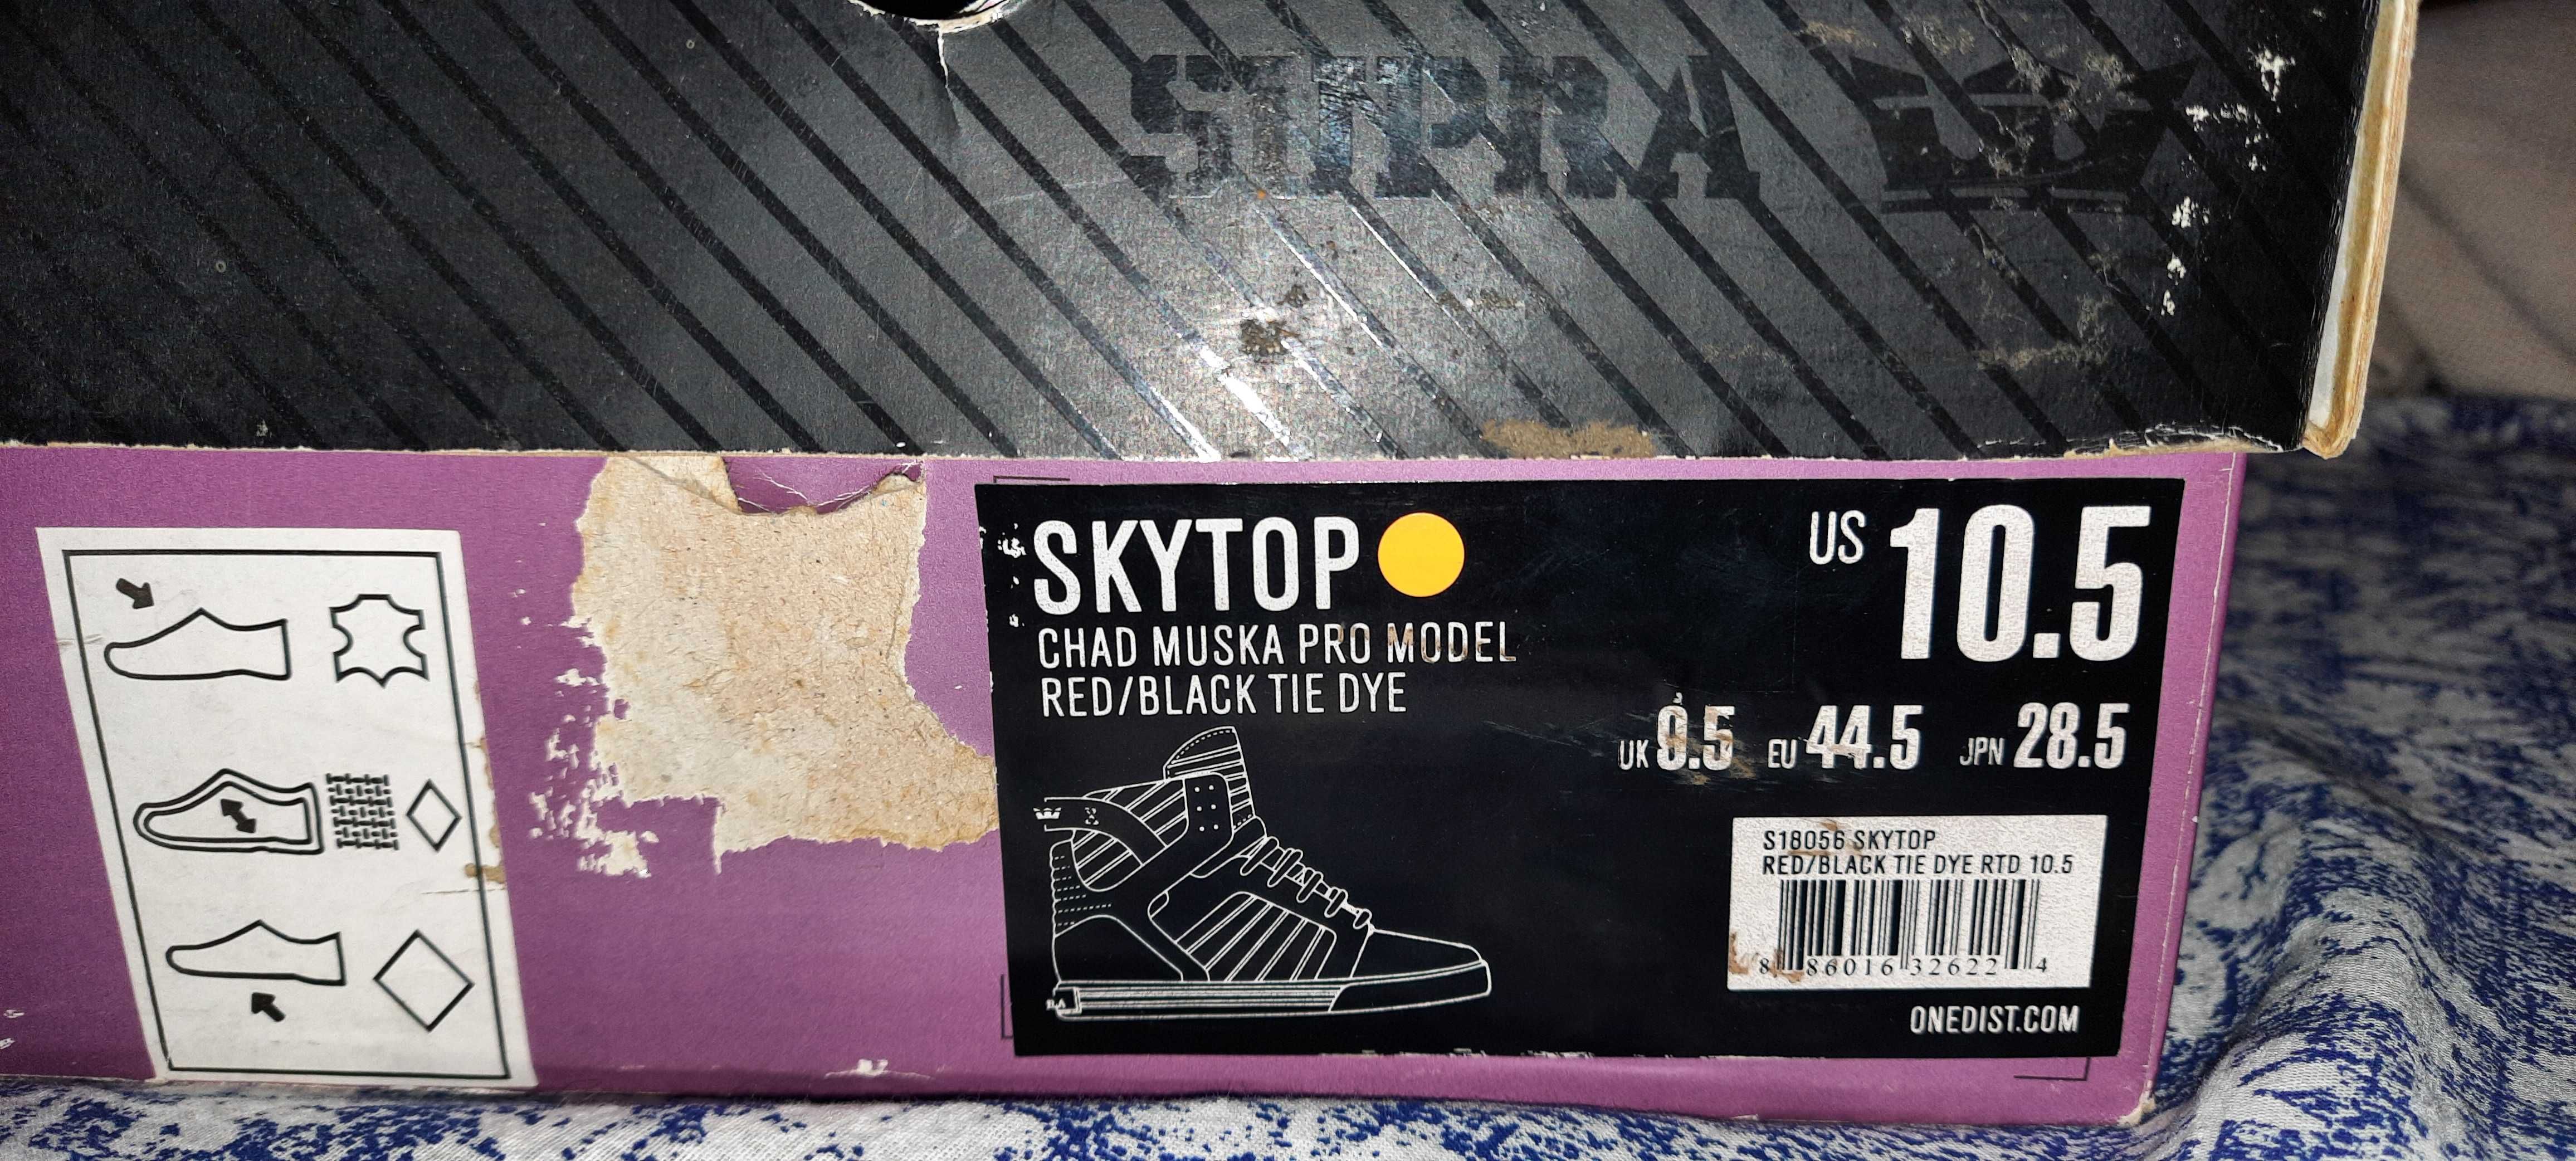 SUPRA
SKYTOP
CHAD MUSKA PRO MODEL
RED/BLACK TIE DYE
US 10.5
UK 9.5 EU 44.5 JPN 28.5
S18056 SKYTOP
RED/BLACK TIE DYE RTD 10.5
8 86016 32622 4
ONEDIST.COM